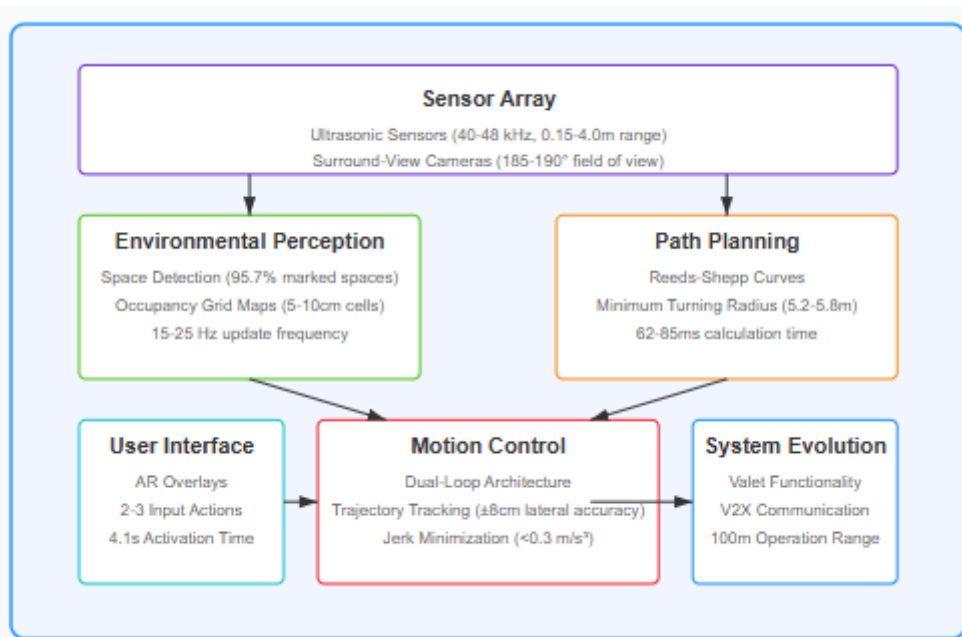 Sensor Array
Ultrasonic Sensors (40-48 kHz, 0.15-4.0m range)
Surround-View Cameras (185-190° field of view)
Environmental Perception
Space Detection (95.7% marked spaces)
Occupancy Grid Maps (5-10cm cells)
15-25 Hz update frequency
Path Planning
Reeds-Shepp Curves
Minimum Turning Radius (5.2-5.8m)
62-85ms calculation time
User Interface
AR Overlays
2-3 Input Actions
4.1s Activation Time
Motion Control
Dual-Loop Architecture
Trajectory Tracking (±8cm lateral accuracy)
Jerk Minimization (<0.3 m/s³)
System Evolution
Valet Functionality
V2X Communication
100m Operation Range